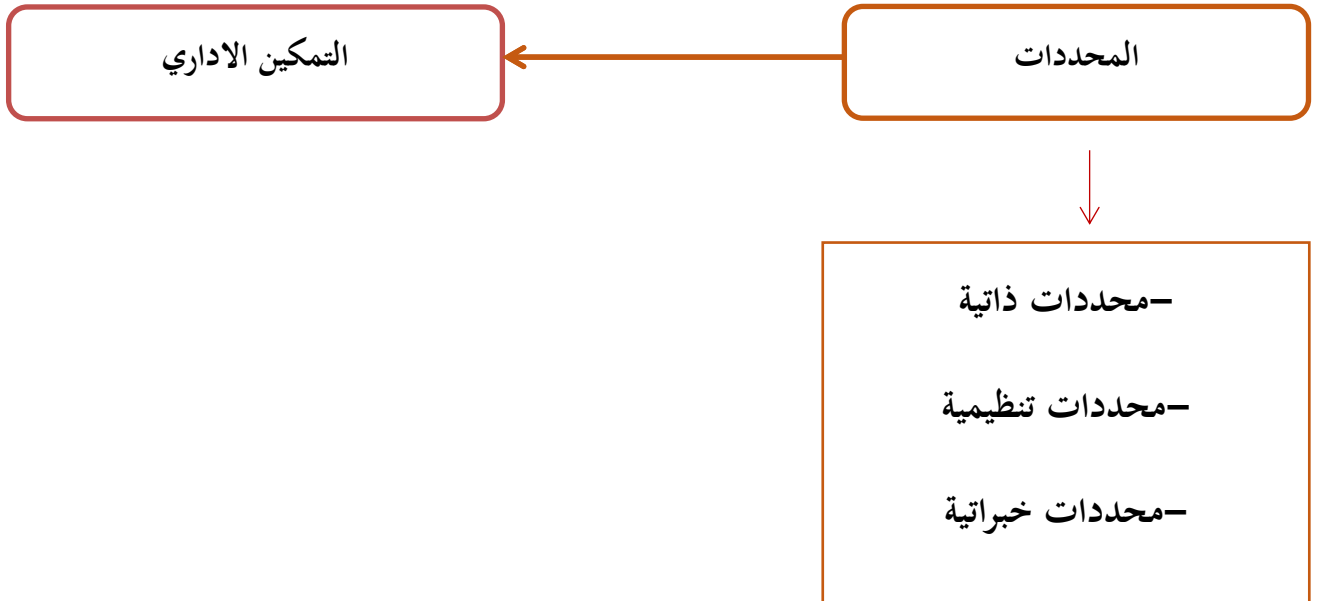 المحددات
التمكين الاداري
–محددات ذاتية
–محددات تنظيمية
–محددات خبراتية